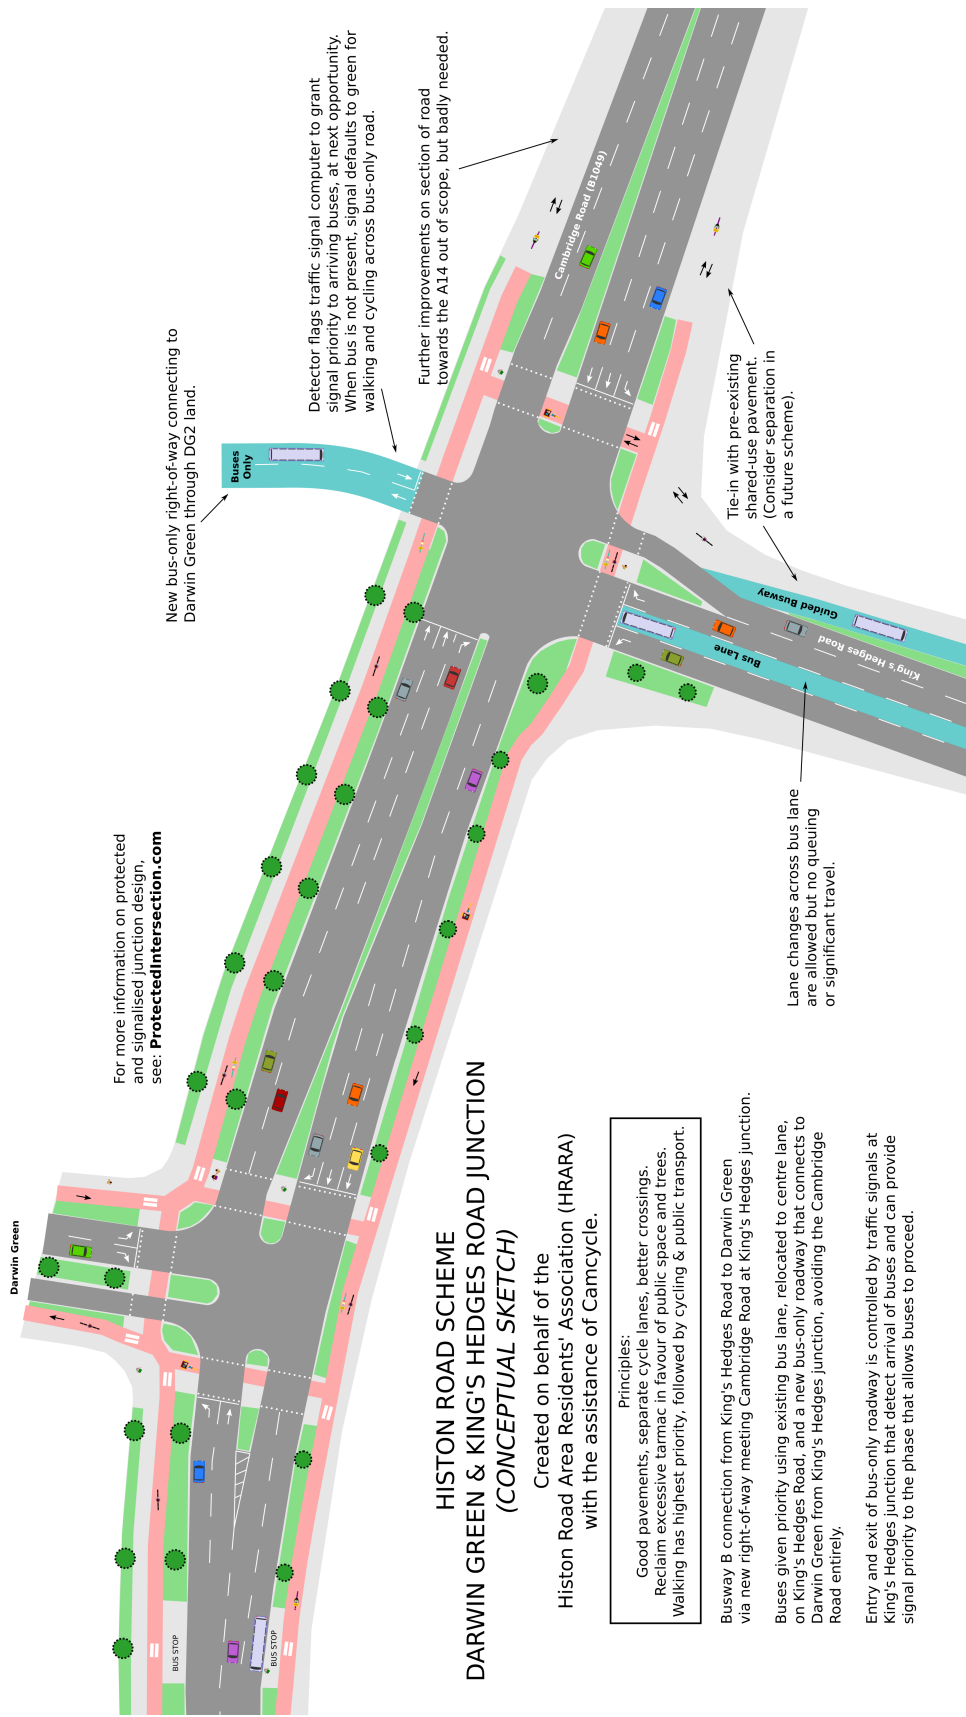 HISTON ROAD SCHEME
DARWIN GREEN & KING'S HEDGES ROAD JUNCTION
(CONCEPTUAL SKETCH)
Created on behalf of the
Histon Road Area Residents' Association (HRARA)
with the assistance of Camcycle.
Principles:
Good pavements, separate cycle lanes, better crossings.
Reclaim excessive tarmac in favour of public space and trees.
Walking has highest priority, followed by cycling & public transport.
Busway B connection from King's Hedges Road to Darwin Green
via new right-of-way meeting Cambridge Road at King's Hedges junction.
Buses given priority using existing bus lane, relocated to centre lane,
on King's Hedges Road, and a new bus-only roadway that connects to
Darwin Green from King's Hedges junction, avoiding the Cambridge
Road entirely.
Entry and exit of bus-only roadway is controlled by traffic signals at
King's Hedges junction that detect arrival of buses and can provide
signal priority to the phase that allows buses to proceed.
Darwin Green
BUS STOP
BUS STOP
For more information on protected
and signalised junction design,
see: ProtectedIntersection.com
New bus-only right-of-way connecting to
Darwin Green through DG2 land.
Buses
Only
Detector flags traffic signal computer to grant
signal priority to arriving buses, at next opportunity.
When bus is not present, signal defaults to green for
walking and cycling across bus-only road.
Further improvements on section of road
towards the A14 out of scope, but badly needed.
Cambridge Road (B1049)
Tie-in with pre-existing
shared-use pavement.
(Consider separation in
a future scheme).
Guided Busway
Bus Lane
King's Hedges Road
Lane changes across bus lane
are allowed but no queuing
or significant travel.